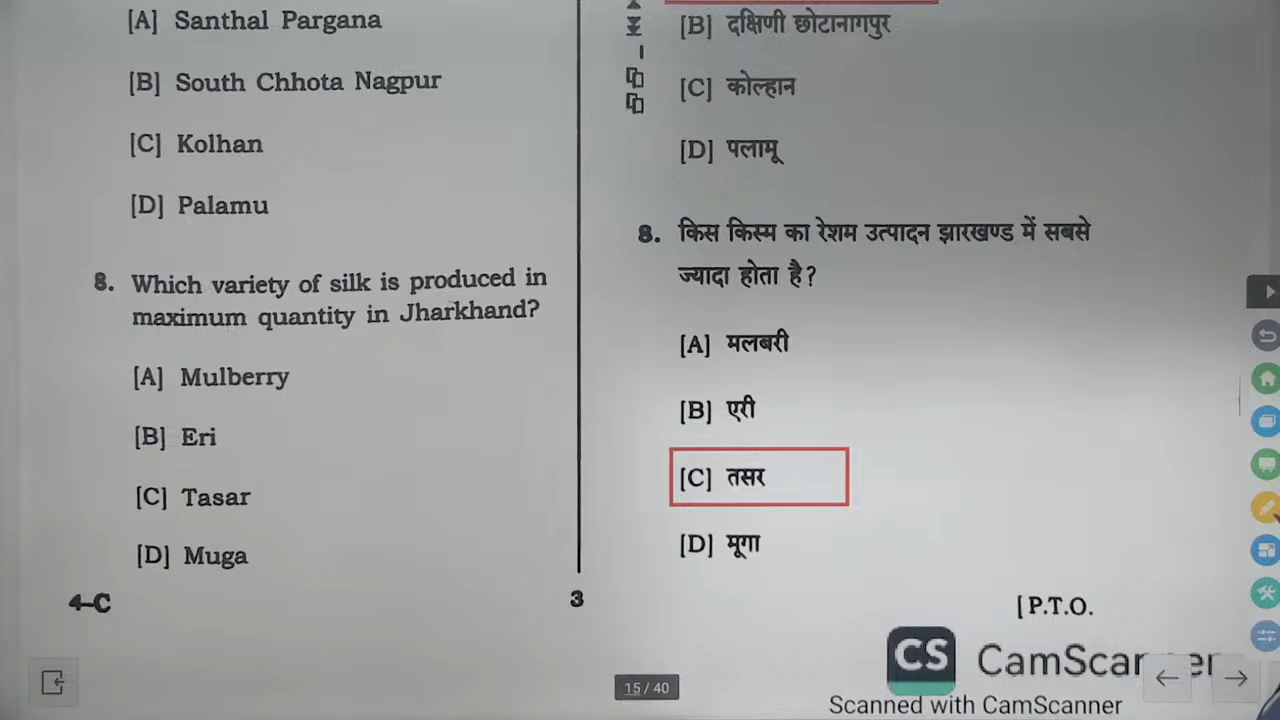 [A] Santhal Pargana
[B] South Chhota Nagpur
[C] Kolhan
[D] Palamu
8. Which variety of silk is produced in
maximum quantity in Jharkhand?
[A] Mulberry
[B] Eri
[C] Tasar
[D] Muga
4–C
3
[B] दक्षिणी छोटानागपुर
[C] कोल्हान
[D] पलामू
8. किस किस्म का रेशम उत्पादन झारखण्ड में सबसे
ज्यादा होता है?
[A] मलबरी
[B] एरी
[C] तसर
[D] मूगा
[ P.T.O.
15 / 40
CS CamScanner
Scanned with CamScanner